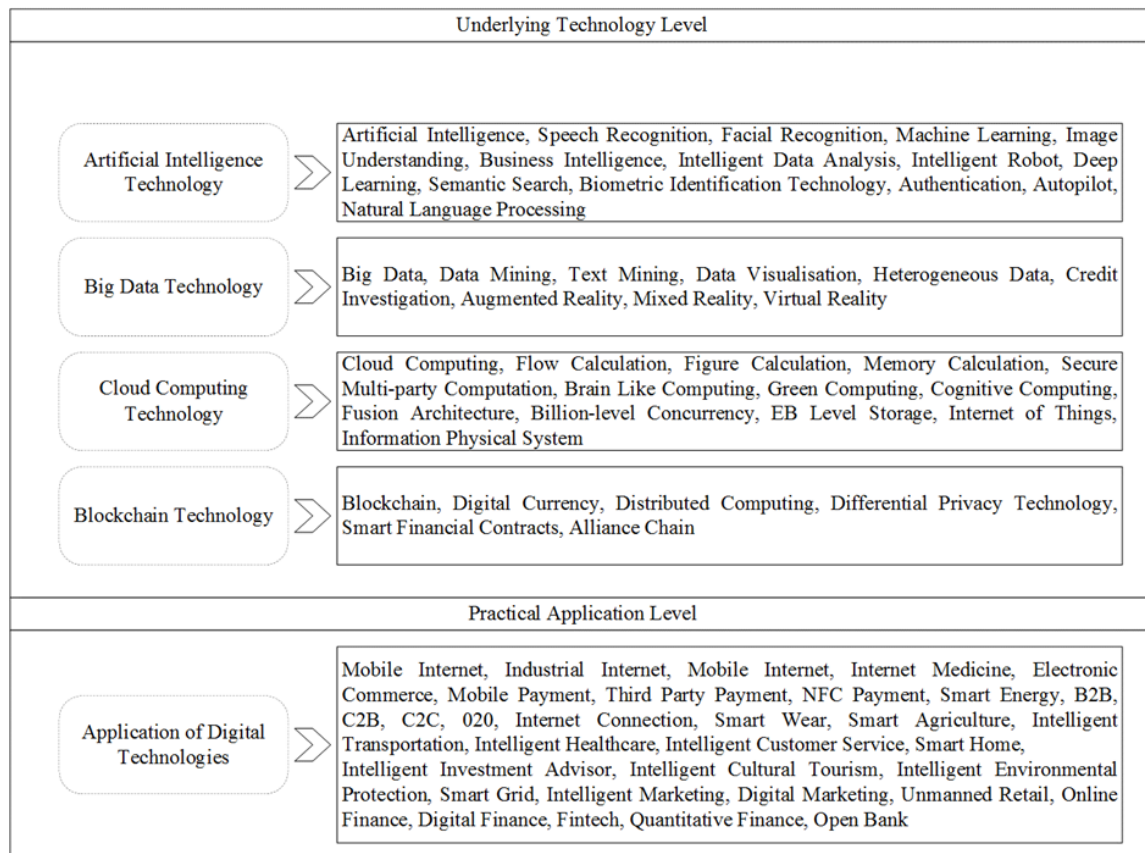 Underlying Technology Level
Artificial Intelligence
Technology
Artificial Intelligence, Speech Recognition, Facial Recognition, Machine Learning, Image
Understanding, Business Intelligence, Intelligent Data Analysis, Intelligent Robot, Deep
Learning, Semantic Search, Biometric Identification Technology, Authentication, Autopilot,
Natural Language Processing
Big Data Technology
Big Data, Data Mining, Text Mining, Data Visualisation, Heterogeneous Data, Credit
Investigation, Augmented Reality, Mixed Reality, Virtual Reality
Cloud Computing
Technology
Cloud Computing, Flow Calculation, Figure Calculation, Memory Calculation, Secure
Multi-party Computation, Brain Like Computing, Green Computing, Cognitive Computing,
Fusion Architecture, Billion-level Concurrency, EB Level Storage, Internet of Things,
Information Physical System
Blockchain Technology
Blockchain, Digital Currency, Distributed Computing, Differential Privacy Technology,
Smart Financial Contracts, Alliance Chain
Practical Application Level
Application of Digital
Technologies
Mobile Internet, Industrial Internet, Mobile Internet, Internet Medicine, Electronic
Commerce, Mobile Payment, Third Party Payment, NFC Payment, Smart Energy, B2B,
C2B, C2C, 020, Internet Connection, Smart Wear, Smart Agriculture, Intelligent
Transportation, Intelligent Healthcare, Intelligent Customer Service, Smart Home,
Intelligent Investment Advisor, Intelligent Cultural Tourism, Intelligent Environmental
Protection, Smart Grid, Intelligent Marketing, Digital Marketing, Unmanned Retail, Online
Finance, Digital Finance, Fintech, Quantitative Finance, Open Bank